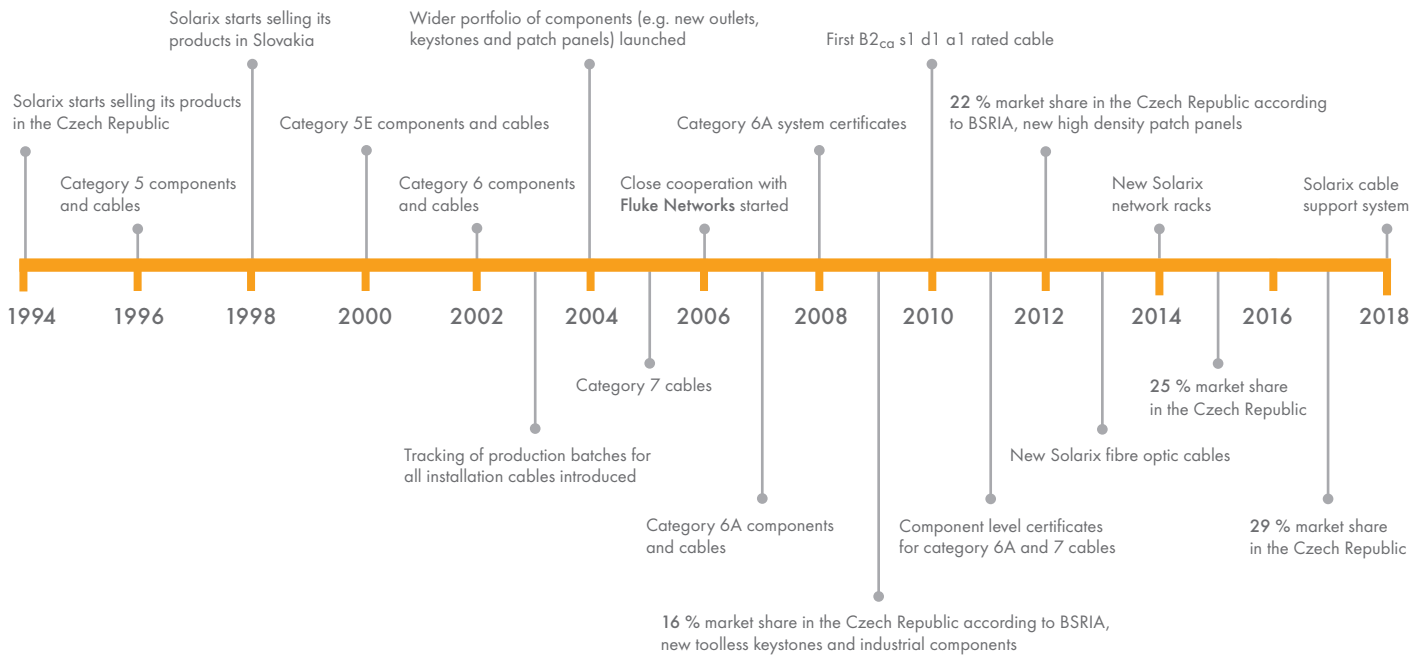 Solarix starts selling its
products in Slovakia
Wider portfolio of components (e.g. new outlets,
keystones and patch panels) launched
First B2ca s1 d1 a1 rated cable
Solarix starts selling its products
in the Czech Republic
Category 5E components and cables
Category 6A system certificates
22 % market share in the Czech Republic according
to BSRIA, new high density patch panels
Category 5 components
and cables
Category 6 components
and cables
Close cooperation with
Fluke Networks started
New Solarix
network racks
Solarix cable
support system
1994 1996 1998 2000 2002 2004 2006 2008 2010 2012 2014 2016 2018
Category 7 cables
25 % market share
in the Czech Republic
Tracking of production batches for
all installation cables introduced
New Solarix fibre optic cables
Category 6A components
and cables
Component level certificates
for category 6A and 7 cables
29 % market share
in the Czech Republic
16 % market share in the Czech Republic according to BSRIA,
new toolless keystones and industrial components